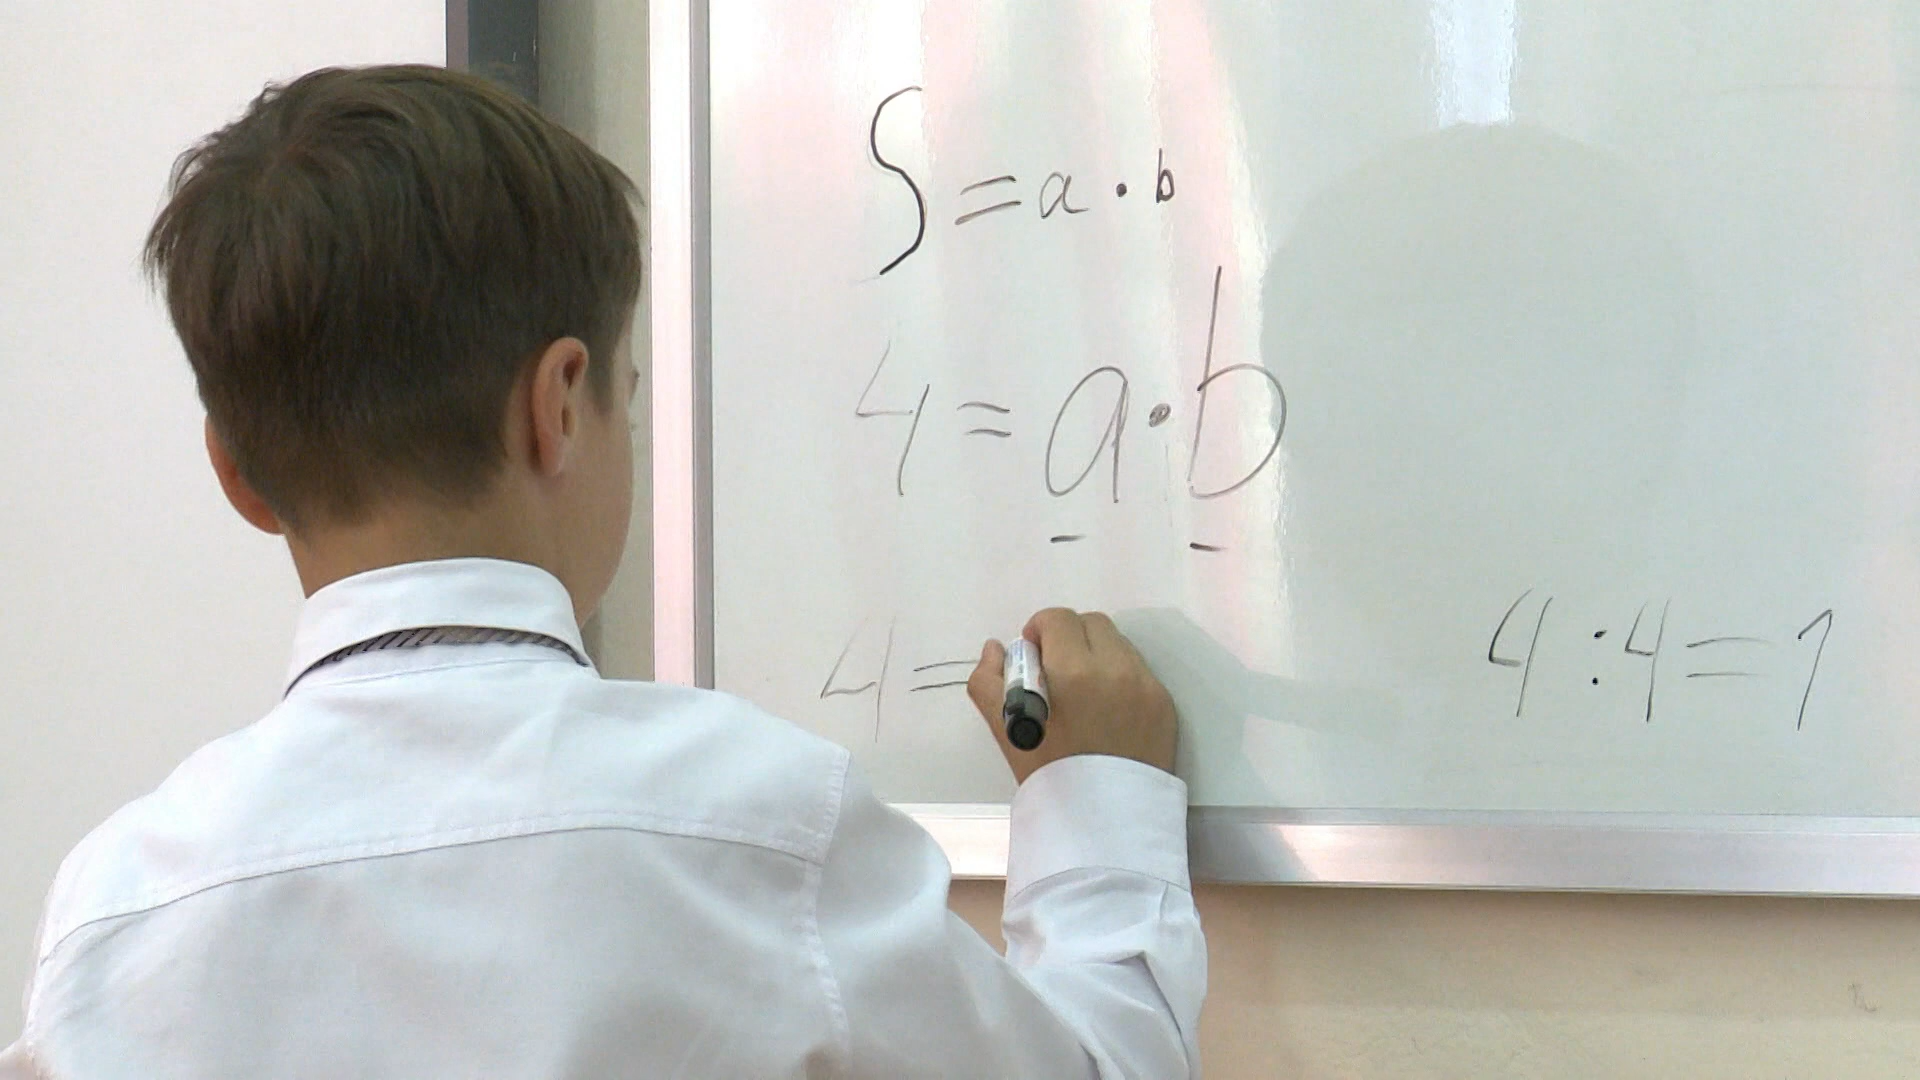 S = a · b
4 = a · b
4 =
4 : 4 = 1